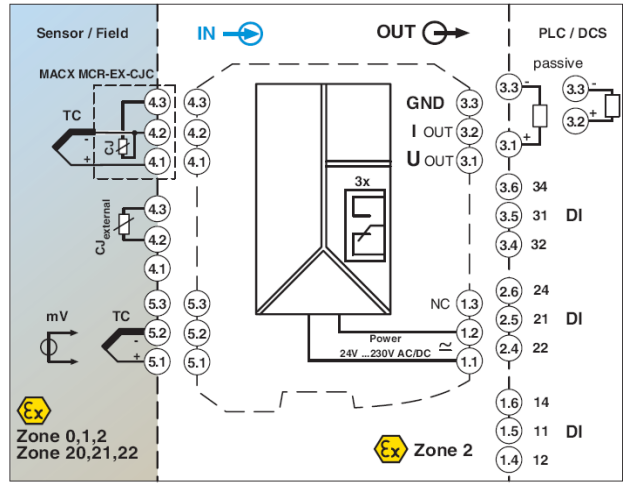 Sensor / Field
IN
OUT
PLC / DCS
MACX MCR-EX-CJC
TC
- 
+
CJ
4.3
4.2
4.1
4.3
4.2
4.1
GND 3.3
I OUT 3.2
U OUT 3.1
passive
3.3 -
3.1 +
3.3 -
3.2 +
CJexternal
4.3
4.2
4.1
3x
3.6 34
3.5 31 DI
3.4 32
mV
TC
-
+
5.3
5.2
5.1
5.3
5.2
5.1
NC 1.3
1.2
1.1
Power
24V ...230V AC/DC
2.6 24
2.5 21 DI
2.4 22
Ex
Zone 0,1,2
Zone 20,21,22
Ex Zone 2
1.6 14
1.5 11 DI
1.4 12